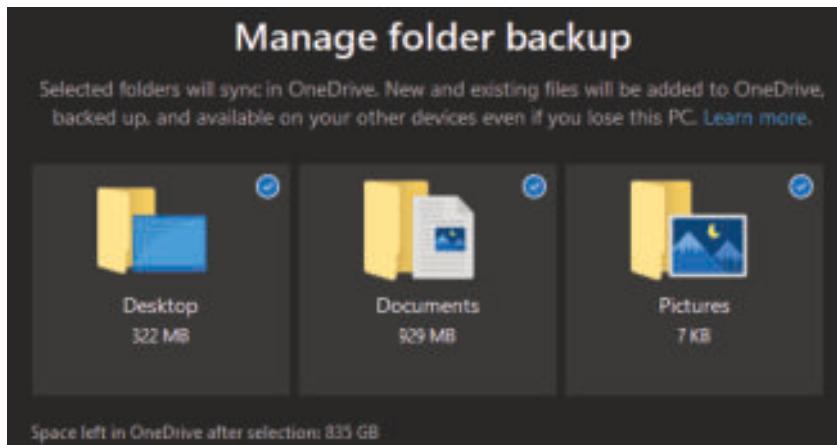 Manage folder backup
Selected folders will sync in OneDrive. New and existing files will be added to OneDrive,
backed up, and available on your other devices even if you lose this PC. Learn more.
Desktop
322 MB
Documents
929 MB
Pictures
7 KB
Space left in OneDrive after selection: 835 GB